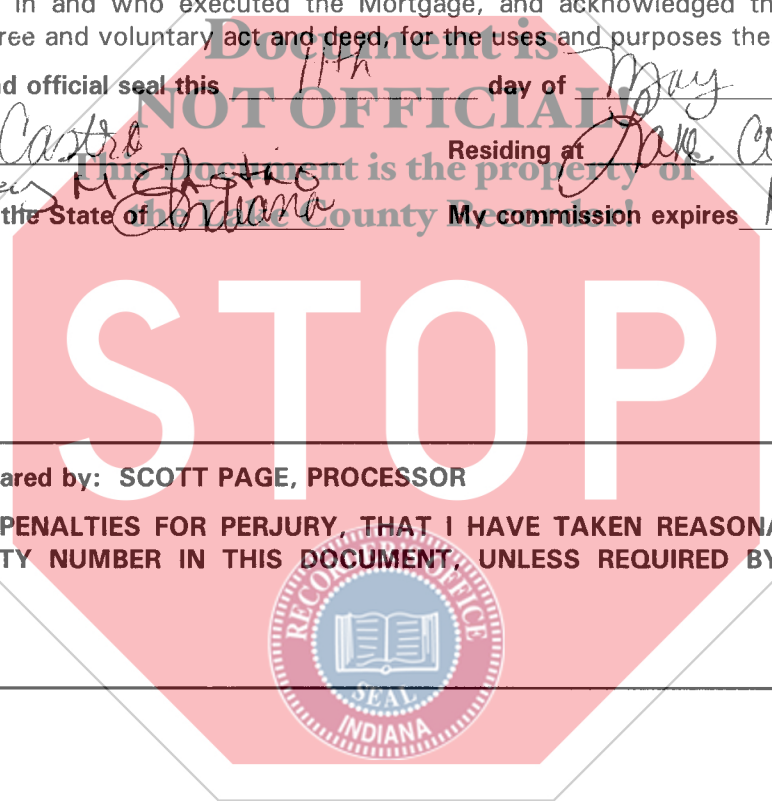 in and who executed the Mortgage, and acknowledged th
ree and voluntary act and deed, for the uses and purposes the
Document is
d official seal this 11th day of May
NOT OFFICIAL!
Castro Residing at Lake Co
This Document is the property of
M Castro
the State of Indiana My commission expires
the Lake County Recorder!
STOP
ared by: SCOTT PAGE, PROCESSOR
PENALTIES FOR PERJURY, THAT I HAVE TAKEN REASONA
TY NUMBER IN THIS DOCUMENT, UNLESS REQUIRED BY
RECORDER'S OFFICE
SEAL
INDIANA